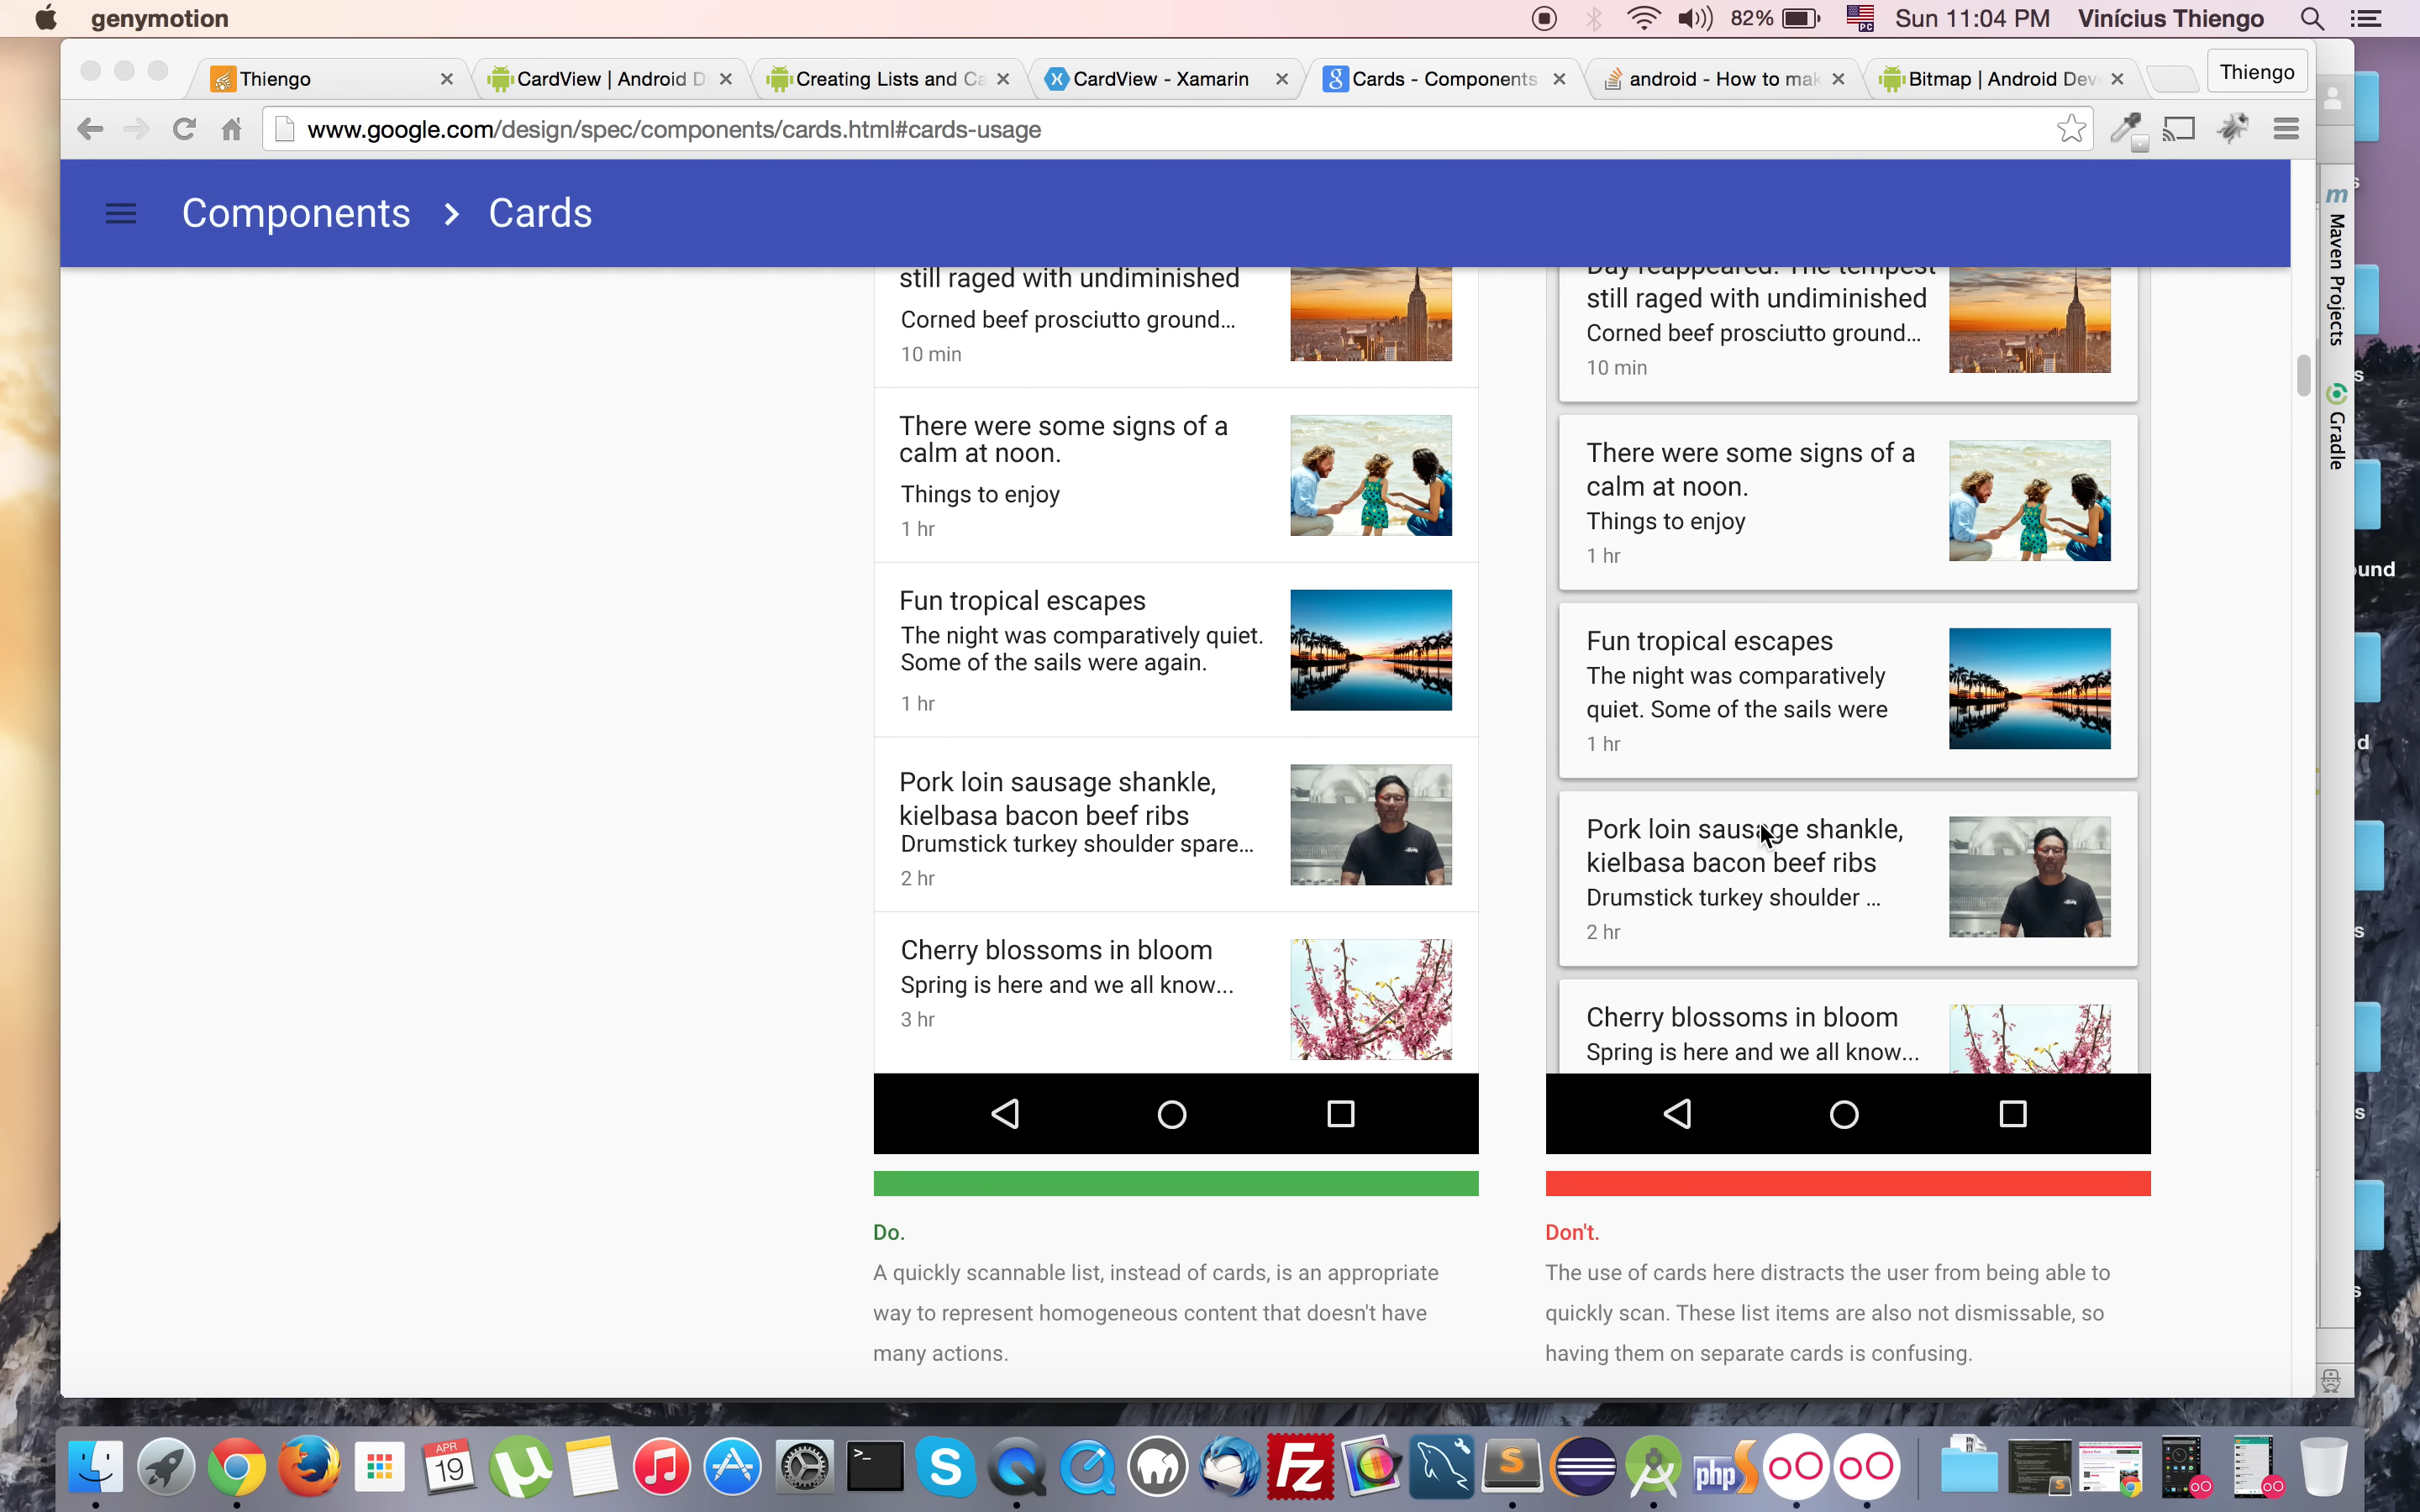 genymotion
82%
Sun 11:04 PM
Vinícius Thiengo
Thiengo
CardView | Android D
Creating Lists and Ca
CardView - Xamarin
Cards - Components
android - How to mak
Bitmap | Android Dev
Thiengo
www.google.com/design/spec/components/cards.html#cards-usage
Components > Cards
still raged with undiminished
Corned beef prosciutto ground...
10 min
There were some signs of a
calm at noon.
Things to enjoy
1 hr
Fun tropical escapes
The night was comparatively quiet.
Some of the sails were again.
1 hr
Pork loin sausage shankle,
kielbasa bacon beef ribs
Drumstick turkey shoulder spare...
2 hr
Cherry blossoms in bloom
Spring is here and we all know...
3 hr
Do.
A quickly scannable list, instead of cards, is an appropriate
way to represent homogeneous content that doesn't have
many actions.
Day reappeared. The tempest
still raged with undiminished
Corned beef prosciutto ground...
10 min
There were some signs of a
calm at noon.
Things to enjoy
1 hr
Fun tropical escapes
The night was comparatively
quiet. Some of the sails were
1 hr
Pork loin sausage shankle,
kielbasa bacon beef ribs
Drumstick turkey shoulder ...
2 hr
Cherry blossoms in bloom
Spring is here and we all know...
Don't.
The use of cards here distracts the user from being able to
quickly scan. These list items are also not dismissable, so
having them on separate cards is confusing.
Maven Projects
Gradle
und
APR
19
php